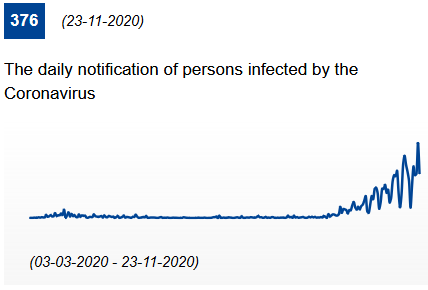 376 (23-11-2020)
The daily notification of persons infected by the
Coronavirus
(03-03-2020 - 23-11-2020)